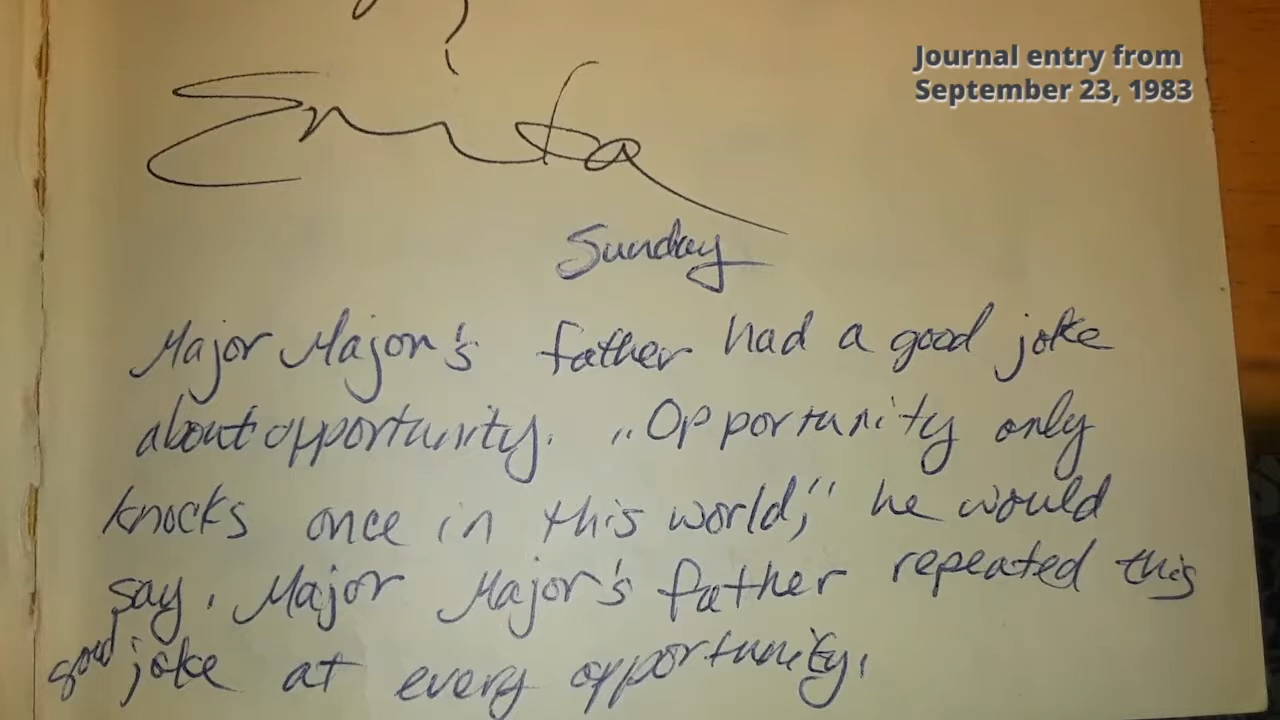 Journal entry from
September 23, 1983
Sunday
Major Major's father had a good joke
about opportunity. „Opportunity only
knocks once in this world,“ he would
say. Major Major's father repeated this
good joke at every opportunity.